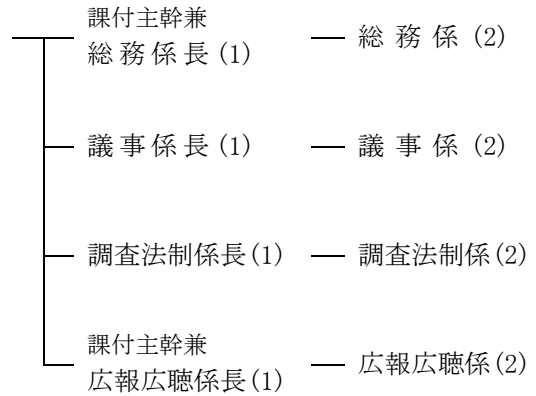 課付主幹兼
総務係長(1) 総務係(2)
議事係長(1) 議事係(2)
調査法制係長(1) 調査法制係(2)
課付主幹兼
広報広聴係長(1) 広報広聴係(2)